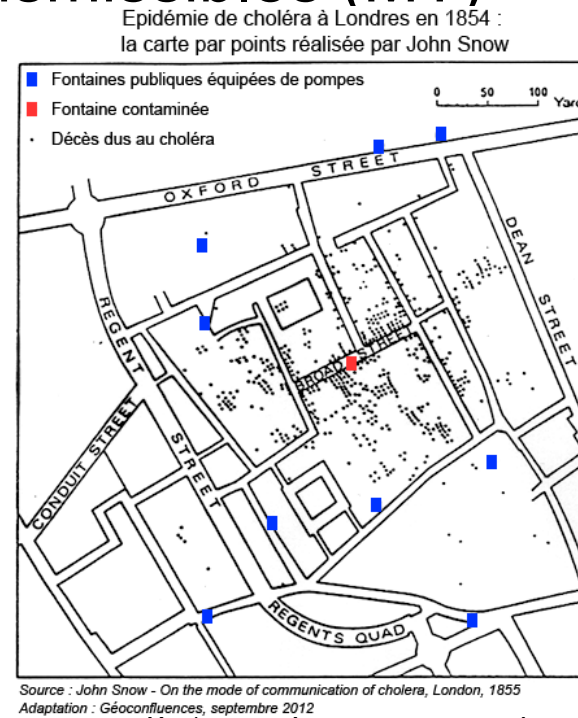 Epidémie de choléra à Londres en 1854 :
la carte par points réalisée par John Snow
Fontaines publiques équipées de pompes
Fontaine contaminée
Décès dus au choléra
0 50 100 Yar
OXFORD STREET
DEAN STREET
REGENT STREET
BROAD STREET
CONDUIT STREET
REGENTS QUAD
Source : John Snow - On the mode of communication of cholera, London, 1855
Adaptation : Géoconfluences, septembre 2012